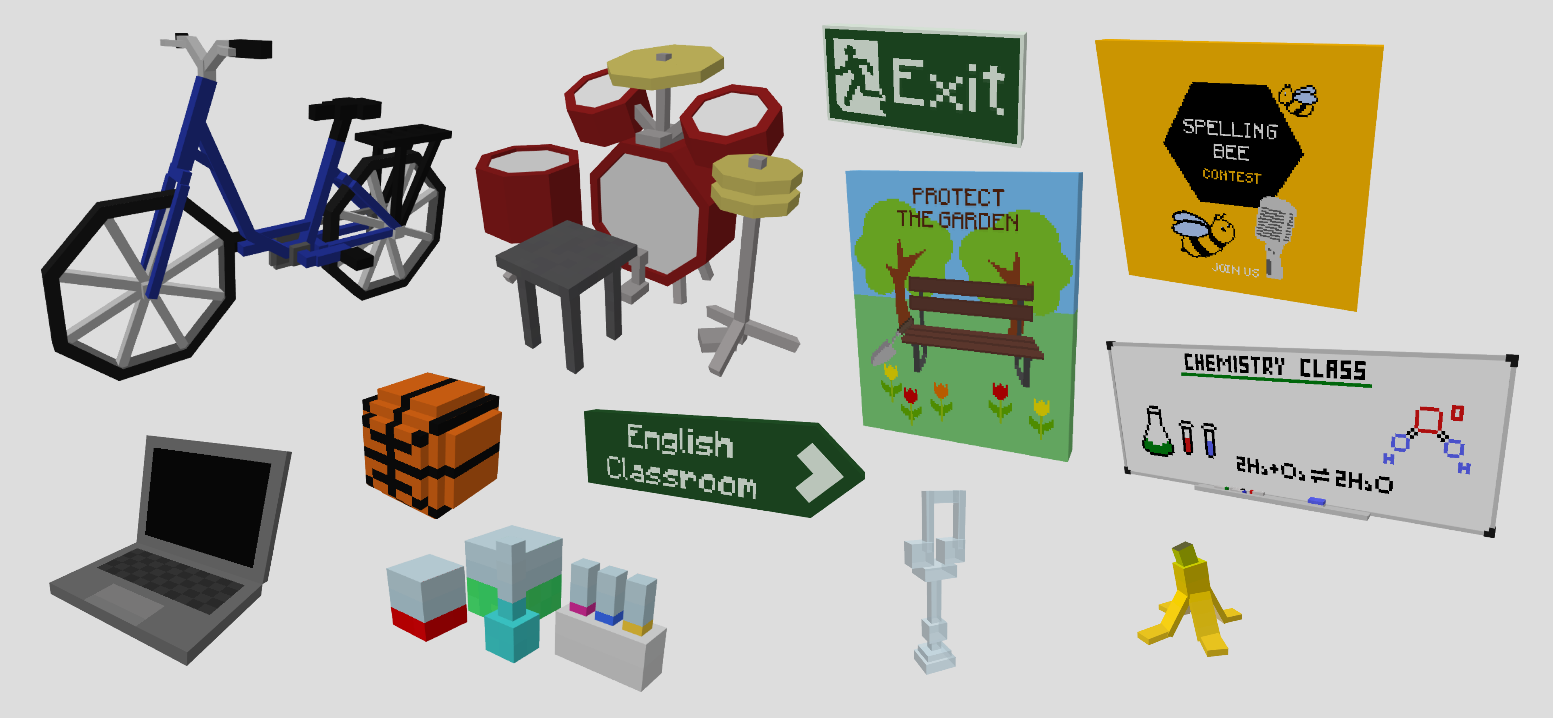 Exit
SPELLING
BEE
CONTEST
JOIN US
PROTECT
THE GARDEN
CHEMISTRY CLASS
O
H
H
2H₂+O₂⇌2H₂O
English
Classroom